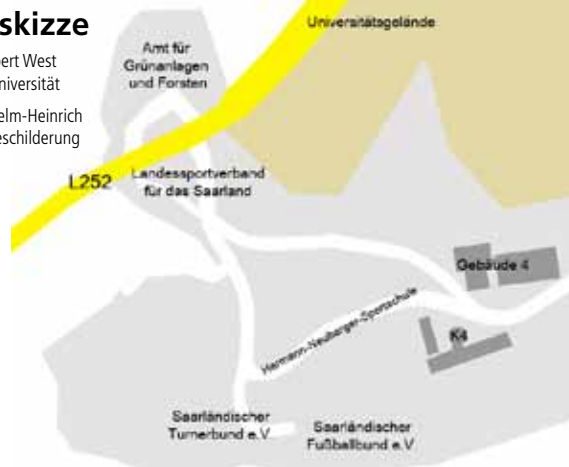 skizze
ert West
niversität
elm-Heinrich
eschilderung
Universitätsgelände
Amt für
Grünanlagen
und Forsten
L252
Landessportverband
für das Saarland
Gebäude 4
Hermann-Neuberger-Sportschule
K4
Saarländischer
Turnerbund e.V
Saarländischer
Fußballbund e.V